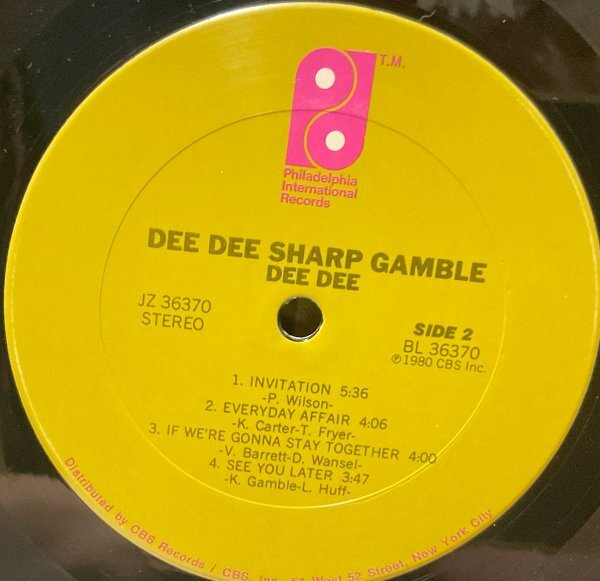 T.M.
Philadelphia
International
Records
DEE DEE SHARP GAMBLE
DEE DEE
JZ 36370
STEREO
SIDE 2
BL 36370
℗1980 CBS Inc.
1. INVITATION 5:36
-P. Wilson-
2. EVERYDAY AFFAIR 4:06
-K. Carter-T. Fryer-
3. IF WE'RE GONNA STAY TOGETHER 4:00
-V. Barrett-D. Wansel-
4. SEE YOU LATER 3:47
-K. Gamble-L. Huff-
Distributed by CBS Records / CBS, Inc. 51 West 52 Street, New York City